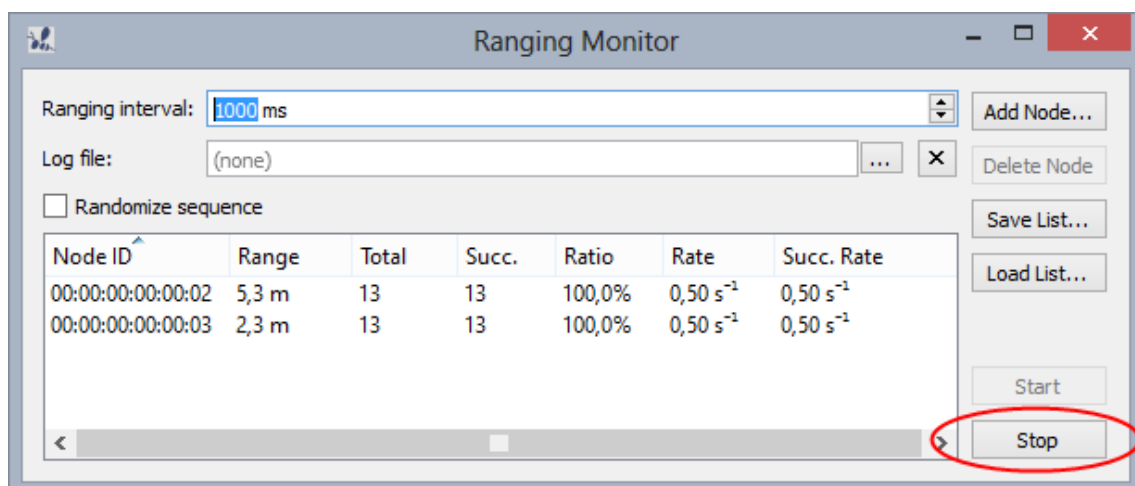 Ranging Monitor
Ranging interval: 1000 ms
Add Node...
Log file: (none) ...
Delete Node
Randomize sequence
Save List...
Node ID Range Total Succ. Ratio Rate Succ. Rate
Load List...
00:00:00:00:00:02 5,3 m 13 13 100,0% 0,50 s⁻¹ 0,50 s⁻¹
00:00:00:00:00:03 2,3 m 13 13 100,0% 0,50 s⁻¹ 0,50 s⁻¹
Start
Stop